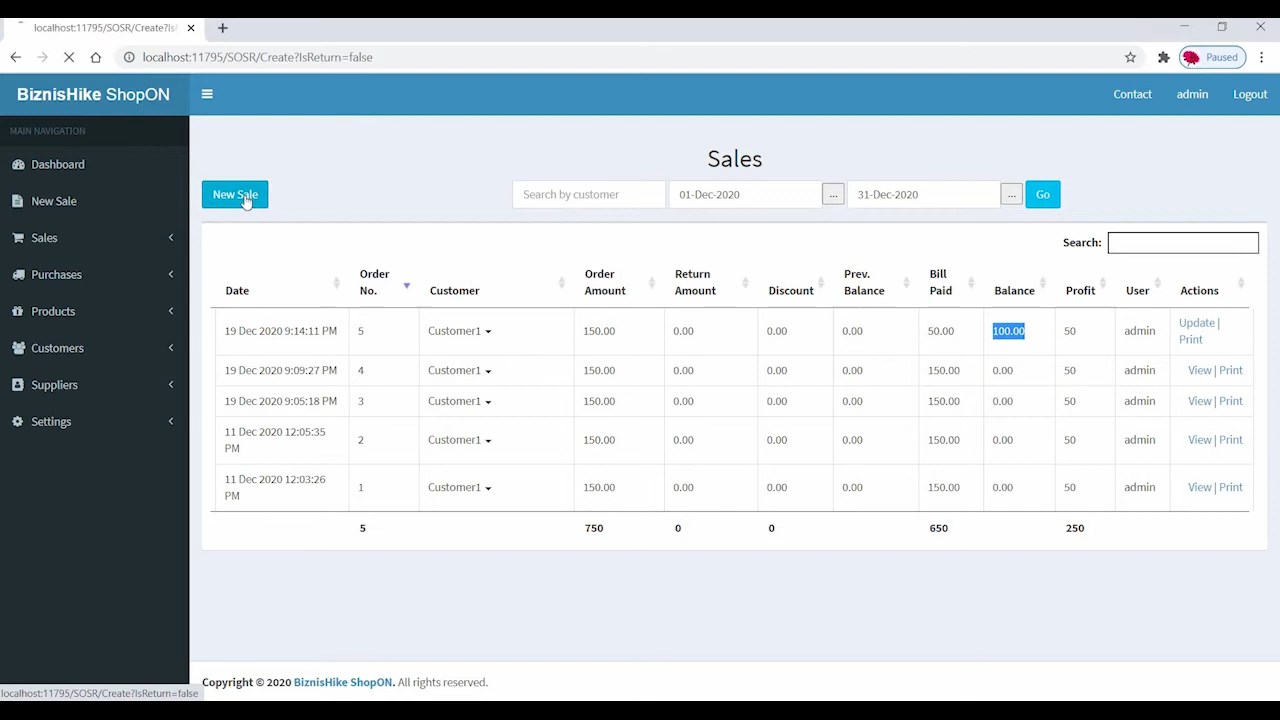 localhost:11795/SOSR/Create?Is
localhost:11795/SOSR/Create?IsReturn=false
Paused
BiznisHike ShopON
Contact admin Logout
MAIN NAVIGATION
Dashboard
New Sale
Sales
Purchases
Products
Customers
Suppliers
Settings
Sales
New Sale Search by customer 01-Dec-2020 ... 31-Dec-2020 ... Go
Search:
Date Order No. Customer Order Amount Return Amount Discount Prev. Balance Bill Paid Balance Profit User Actions
19 Dec 2020 9:14:11 PM 5 Customer1 150.00 0.00 0.00 0.00 50.00 100.00 50 admin Update | Print
19 Dec 2020 9:09:27 PM 4 Customer1 150.00 0.00 0.00 0.00 150.00 0.00 50 admin View | Print
19 Dec 2020 9:05:18 PM 3 Customer1 150.00 0.00 0.00 0.00 150.00 0.00 50 admin View | Print
11 Dec 2020 12:05:35 PM 2 Customer1 150.00 0.00 0.00 0.00 150.00 0.00 50 admin View | Print
11 Dec 2020 12:03:26 PM 1 Customer1 150.00 0.00 0.00 0.00 150.00 0.00 50 admin View | Print
5 750 0 0 650 250
Copyright © 2020 BiznisHike ShopON. All rights reserved.
localhost:11795/SOSR/Create?IsReturn=false